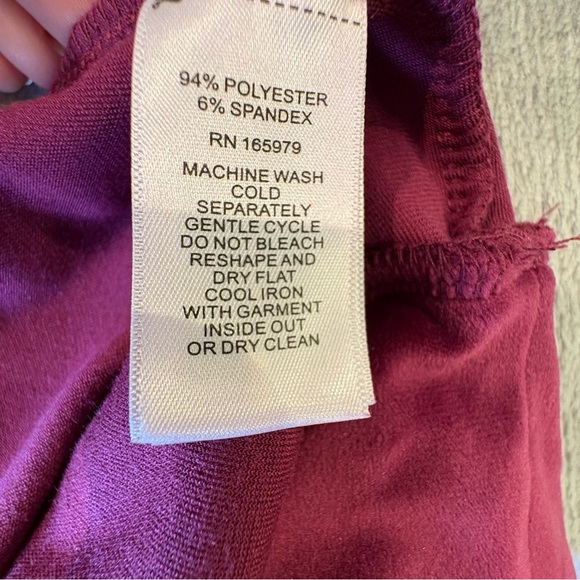 94% POLYESTER
6% SPANDEX
RN 165979
MACHINE WASH
COLD
SEPARATELY
GENTLE CYCLE
DO NOT BLEACH
RESHAPE AND
DRY FLAT
COOL IRON
WITH GARMENT
INSIDE OUT
OR DRY CLEAN